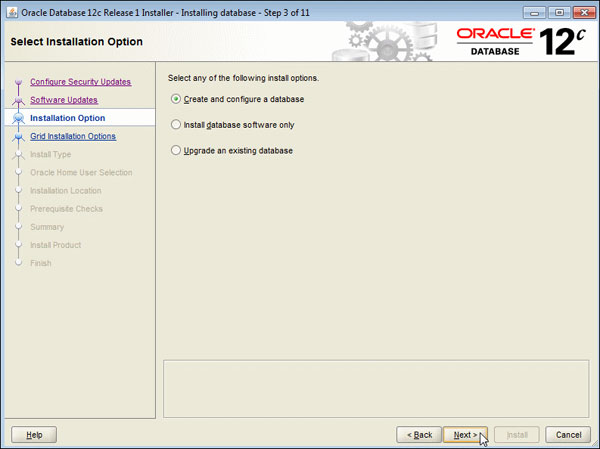 Oracle Database 12c Release 1 Installer - Installing database - Step 3 of 11
Select Installation Option
ORACLE
DATABASE
12c
Configure Security Updates
Software Updates
Installation Option
Grid Installation Options
Install Type
Oracle Home User Selection
Installation Location
Prerequisite Checks
Summary
Install Product
Finish
Select any of the following install options.
Create and configure a database
Install database software only
Upgrade an existing database
Help
< Back
Next >
Install
Cancel